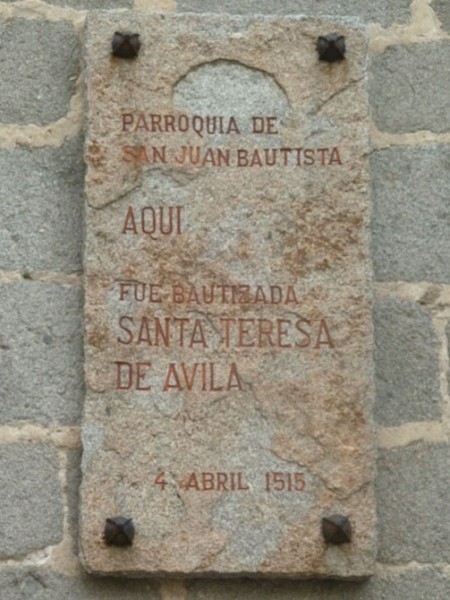 PARROQUIA DE
SAN JUAN BAUTISTA
AQUI
FUE BAUTIZADA
SANTA TERESA
DE AVILA
4 ABRIL 1515